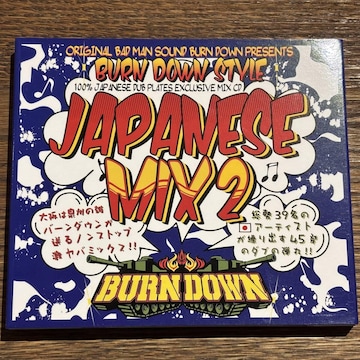 ORIGINAL BAD MAN SOUND BURN DOWN PRESENTS
BURN DOWN STYLE
100% JAPANESE DUB PLATES EXCLUSIVE MIX CD
JAPANESE
MIX 2
大阪は泉州の雄
バーンダウンが
送るノンストップ
激ヤバミックス!!
総勢39名の
アーティスト
が繰り出す45発
のダブの弾丸!!
BURN DOWN